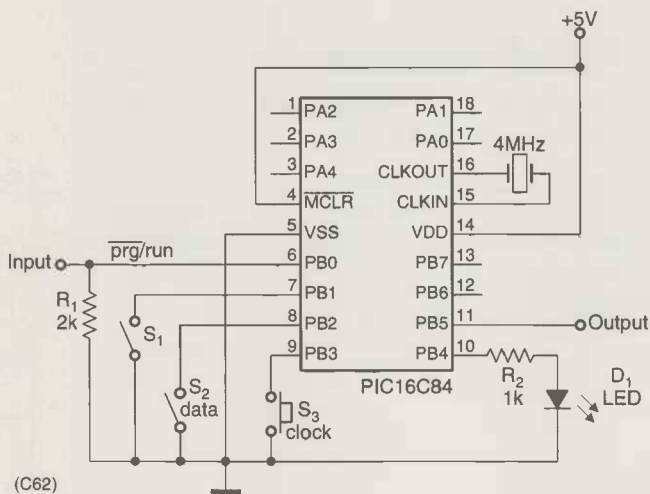 +5V
1 PA2 PA1 18
2 PA3 PA0 17
4MHz
3 PA4 CLKOUT 16
4 MCLR CLKIN 15
5 VSS VDD 14
Input prg/run 6 PB0 PB7 13
7 PB1 PB6 12
R1
2k
S1
8 PB2 PB5 11 Output
9 PB3 PB4 10
PIC16C84
R2
1k
D1
LED
S2
data
S3
clock
(C62)